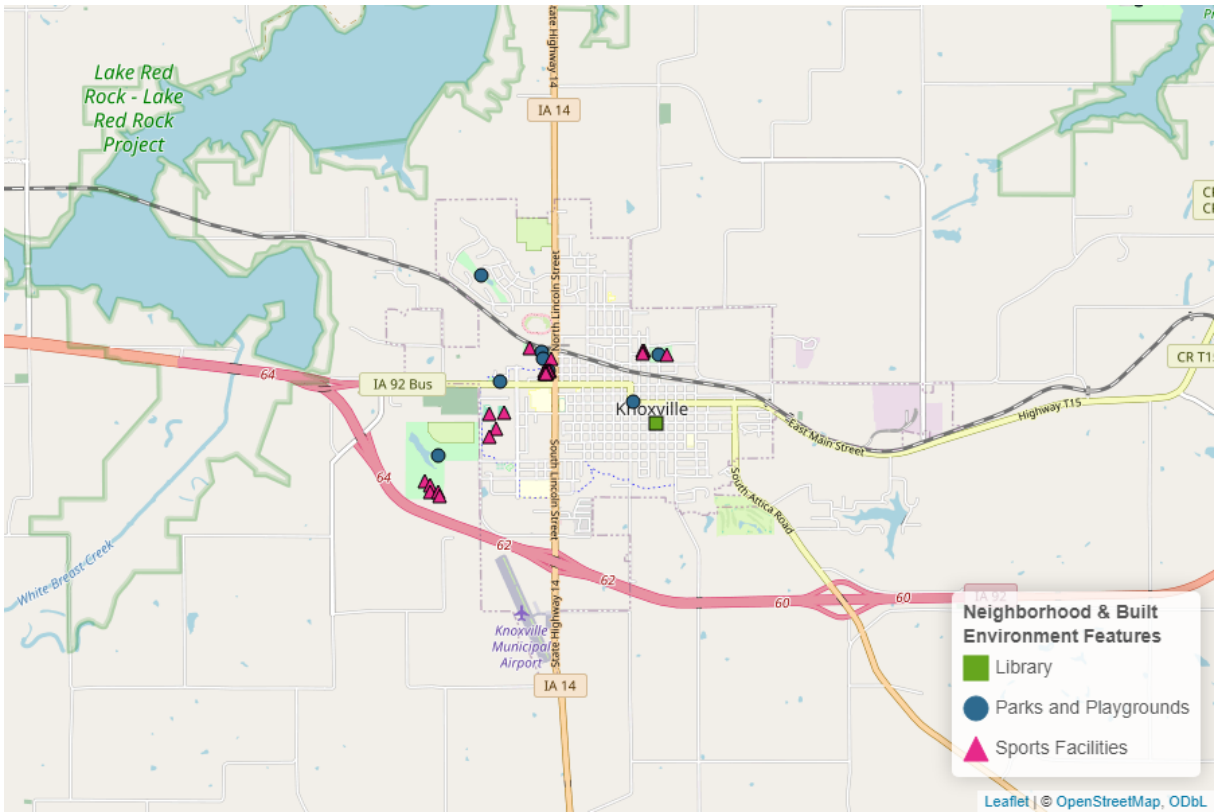 State Highway 14
Lake Red
Rock - Lake
Red Rock
Project
IA 14
North Lincoln Street
64
IA 92 Bus
CR T15
Highway T15
Knoxville
East Main Street
South Lincoln Street
South Attica Road
64
62
62
60
60
IA 92
White Breast Creek
Knoxville
Municipal
Airport
State Highway 14
IA 14
Neighborhood & Built
Environment Features
Library
Parks and Playgrounds
Sports Facilities
Leaflet | © OpenStreetMap, ODbL